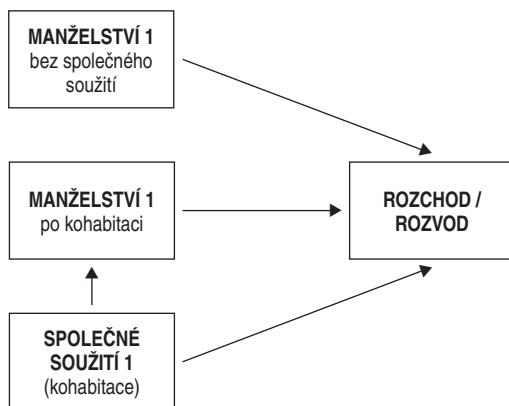 MANŽELSTVÍ 1
bez společného
soužití
MANŽELSTVÍ 1
po kohabitaci
ROZCHOD /
ROZVOD
SPOLEČNÉ
SOUŽITÍ 1
(kohabitace)